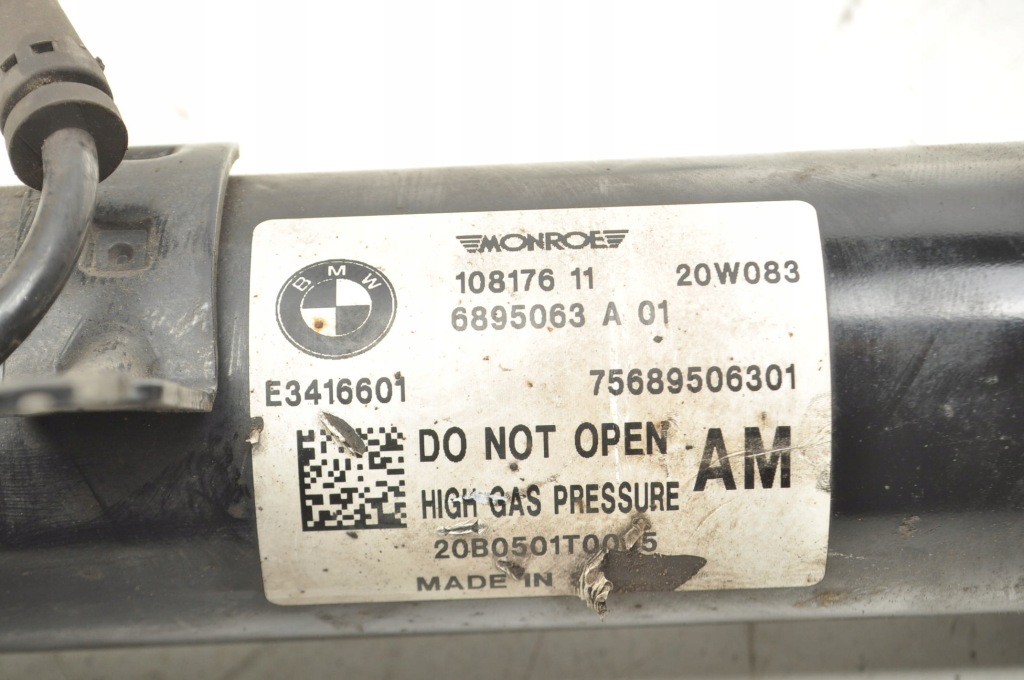 MONROE
BMW
108176 11 20W083
6895063 A 01
E3416601 75689506301
DO NOT OPEN AM
HIGH GAS PRESSURE
MADE IN